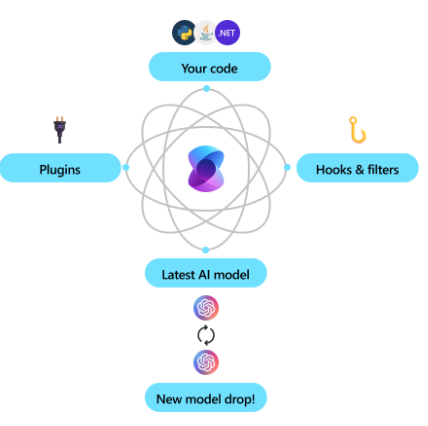 .NET
Your code
Plugins
Hooks & filters
Latest AI model
New model drop!